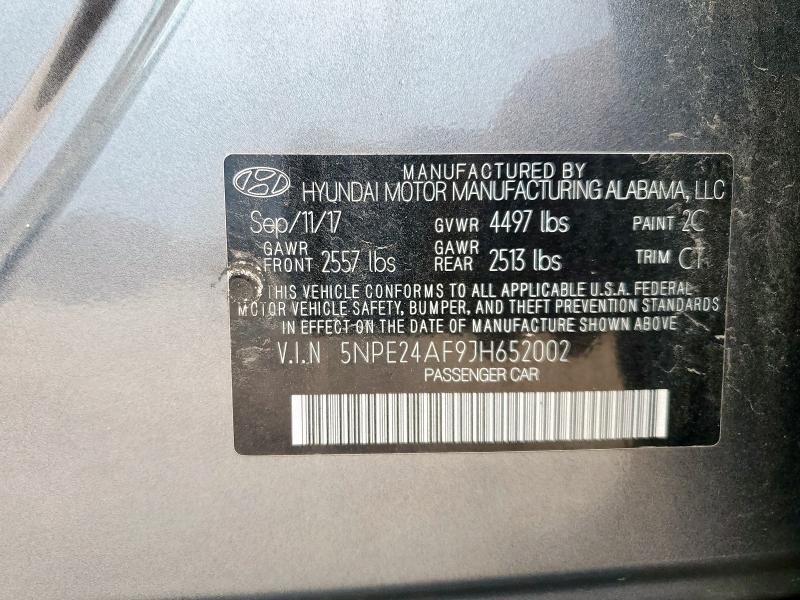 MANUFACTURED BY
HYUNDAI MOTOR MANUFACTURING ALABAMA, LLC
Sep/11/17 GVWR 4497 lbs PAINT 2C
GAWR FRONT 2557 lbs GAWR REAR 2513 lbs TRIM CT
THIS VEHICLE CONFORMS TO ALL APPLICABLE U.S.A. FEDERAL
MOTOR VEHICLE SAFETY, BUMPER, AND THEFT PREVENTION STANDARDS
IN EFFECT ON THE DATE OF MANUFACTURE SHOWN ABOVE
V.I.N 5NPE24AF9JH652002
PASSENGER CAR